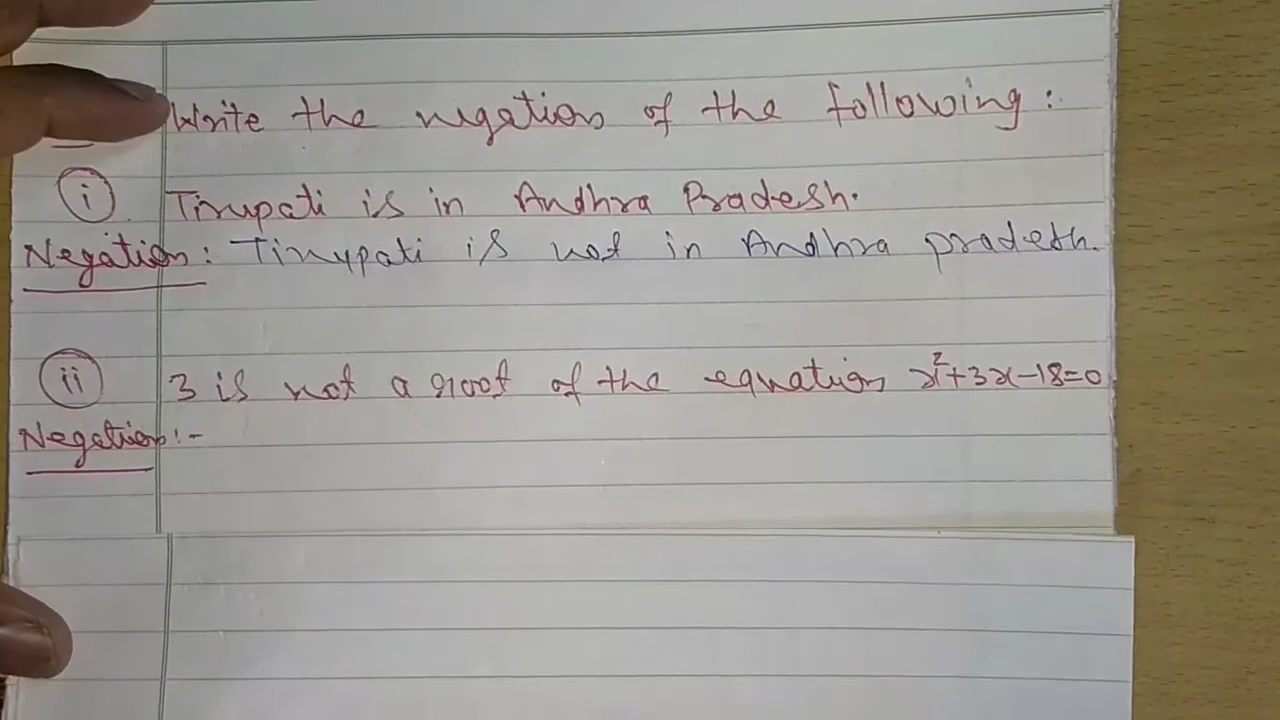 Write the negation of the following :
(i) Tirupati is in Andhra Pradesh.
Negation : Tirupati is not in Andhra pradesh.
(ii) 3 is not a root of the equation x²+3x-18=0
Negation :-